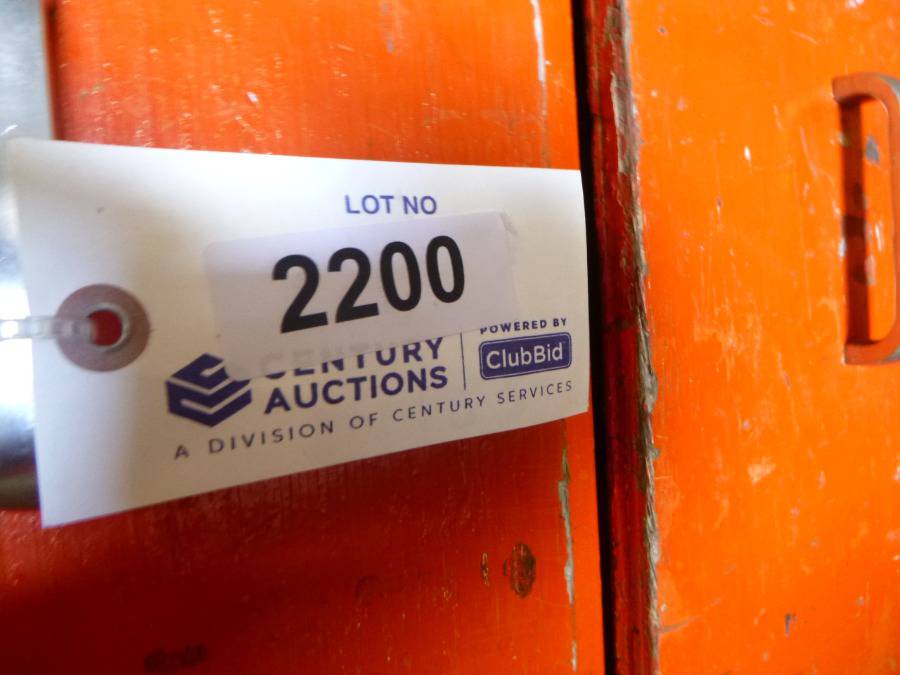 LOT NO
2200
CENTURY
AUCTIONS
POWERED BY
ClubBid
A DIVISION OF CENTURY SERVICES